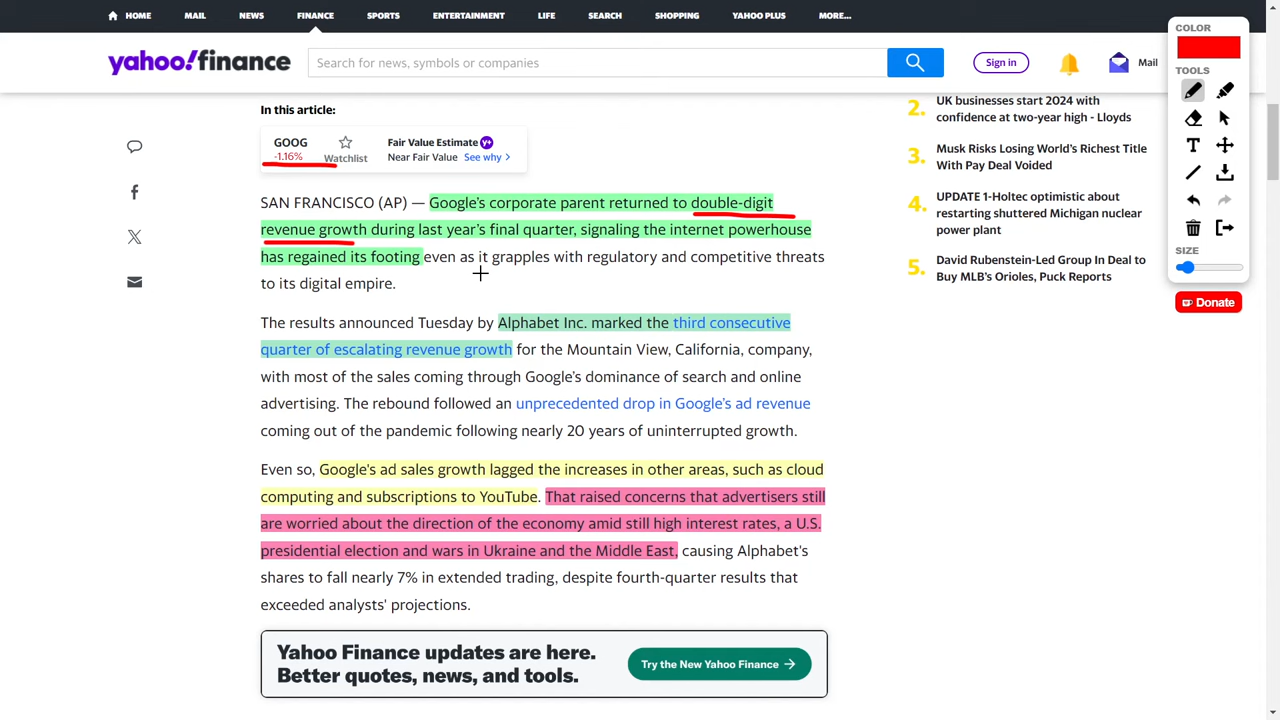 HOME MAIL NEWS FINANCE SPORTS ENTERTAINMENT LIFE SEARCH SHOPPING YAHOO PLUS MORE...
yahoo!finance
Search for news, symbols or companies
Sign in
Mail
In this article:
GOOG
-1.16%
Watchlist
Fair Value Estimate Y+
Near Fair Value See why >
SAN FRANCISCO (AP) — Google's corporate parent returned to double-digit
revenue growth during last year's final quarter, signaling the internet powerhouse
has regained its footing even as it grapples with regulatory and competitive threats
to its digital empire.
The results announced Tuesday by Alphabet Inc. marked the third consecutive
quarter of escalating revenue growth for the Mountain View, California, company,
with most of the sales coming through Google's dominance of search and online
advertising. The rebound followed an unprecedented drop in Google's ad revenue
coming out of the pandemic following nearly 20 years of uninterrupted growth.
Even so, Google's ad sales growth lagged the increases in other areas, such as cloud
computing and subscriptions to YouTube. That raised concerns that advertisers still
are worried about the direction of the economy amid still high interest rates, a U.S.
presidential election and wars in Ukraine and the Middle East, causing Alphabet's
shares to fall nearly 7% in extended trading, despite fourth-quarter results that
exceeded analysts' projections.
Yahoo Finance updates are here.
Better quotes, news, and tools.
Try the New Yahoo Finance →
2. UK businesses start 2024 with
confidence at two-year high - Lloyds
3. Musk Risks Losing World's Richest Title
With Pay Deal Voided
4. UPDATE 1-Holtec optimistic about
restarting shuttered Michigan nuclear
power plant
5. David Rubenstein-Led Group In Deal to
Buy MLB's Orioles, Puck Reports
COLOR
TOOLS
T
SIZE
Donate